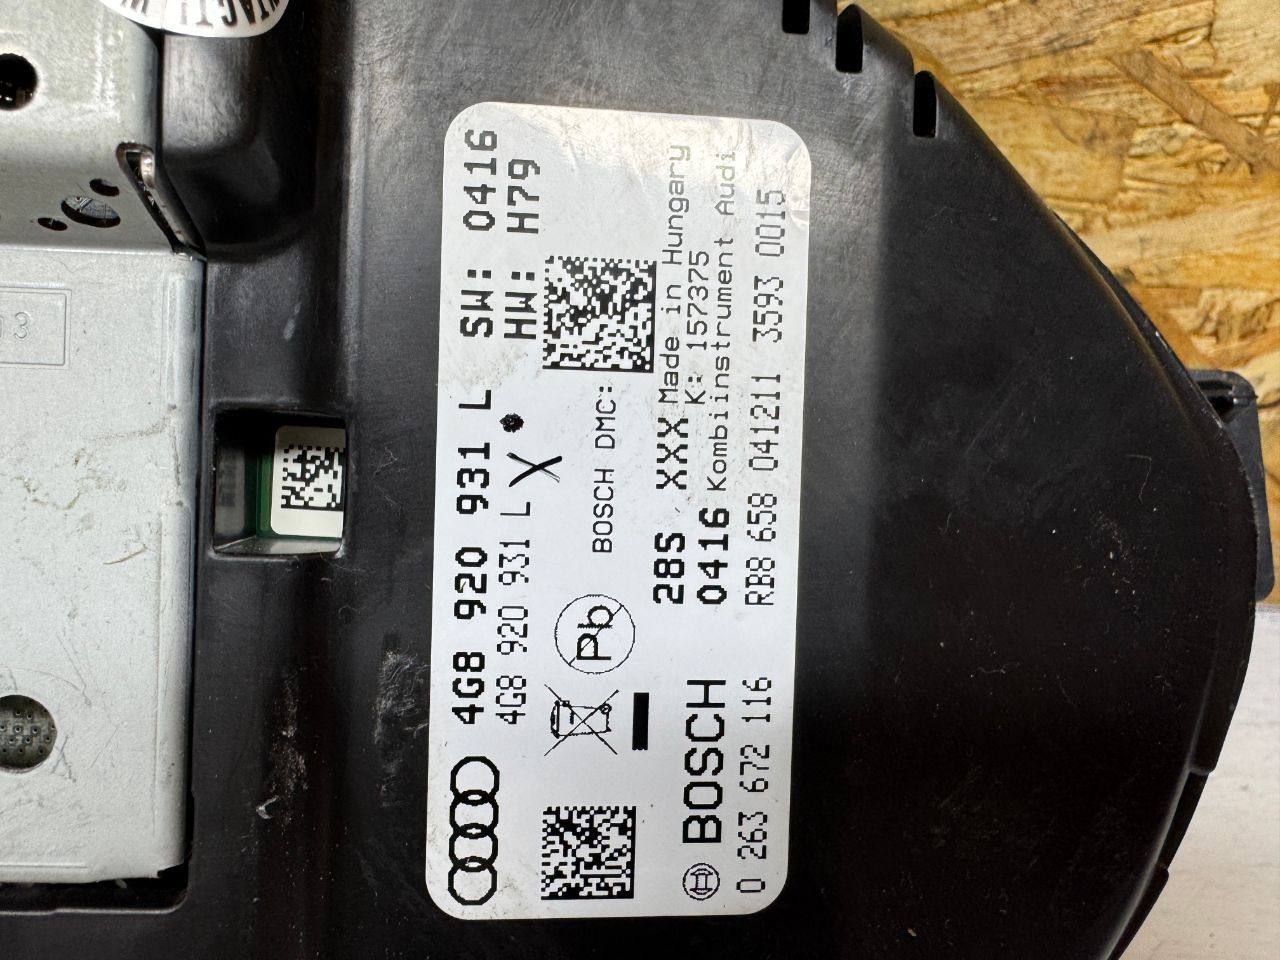 4G8 920 931 L SW: 0416
4G8 920 931 L X HW: H79
Pb
BOSCH DMC:
28S XXX Made in Hungary
K: 157375
0416 Kombiinstrument Audi
BOSCH
0 263 672 116 RB8 658 041211 3593 0015